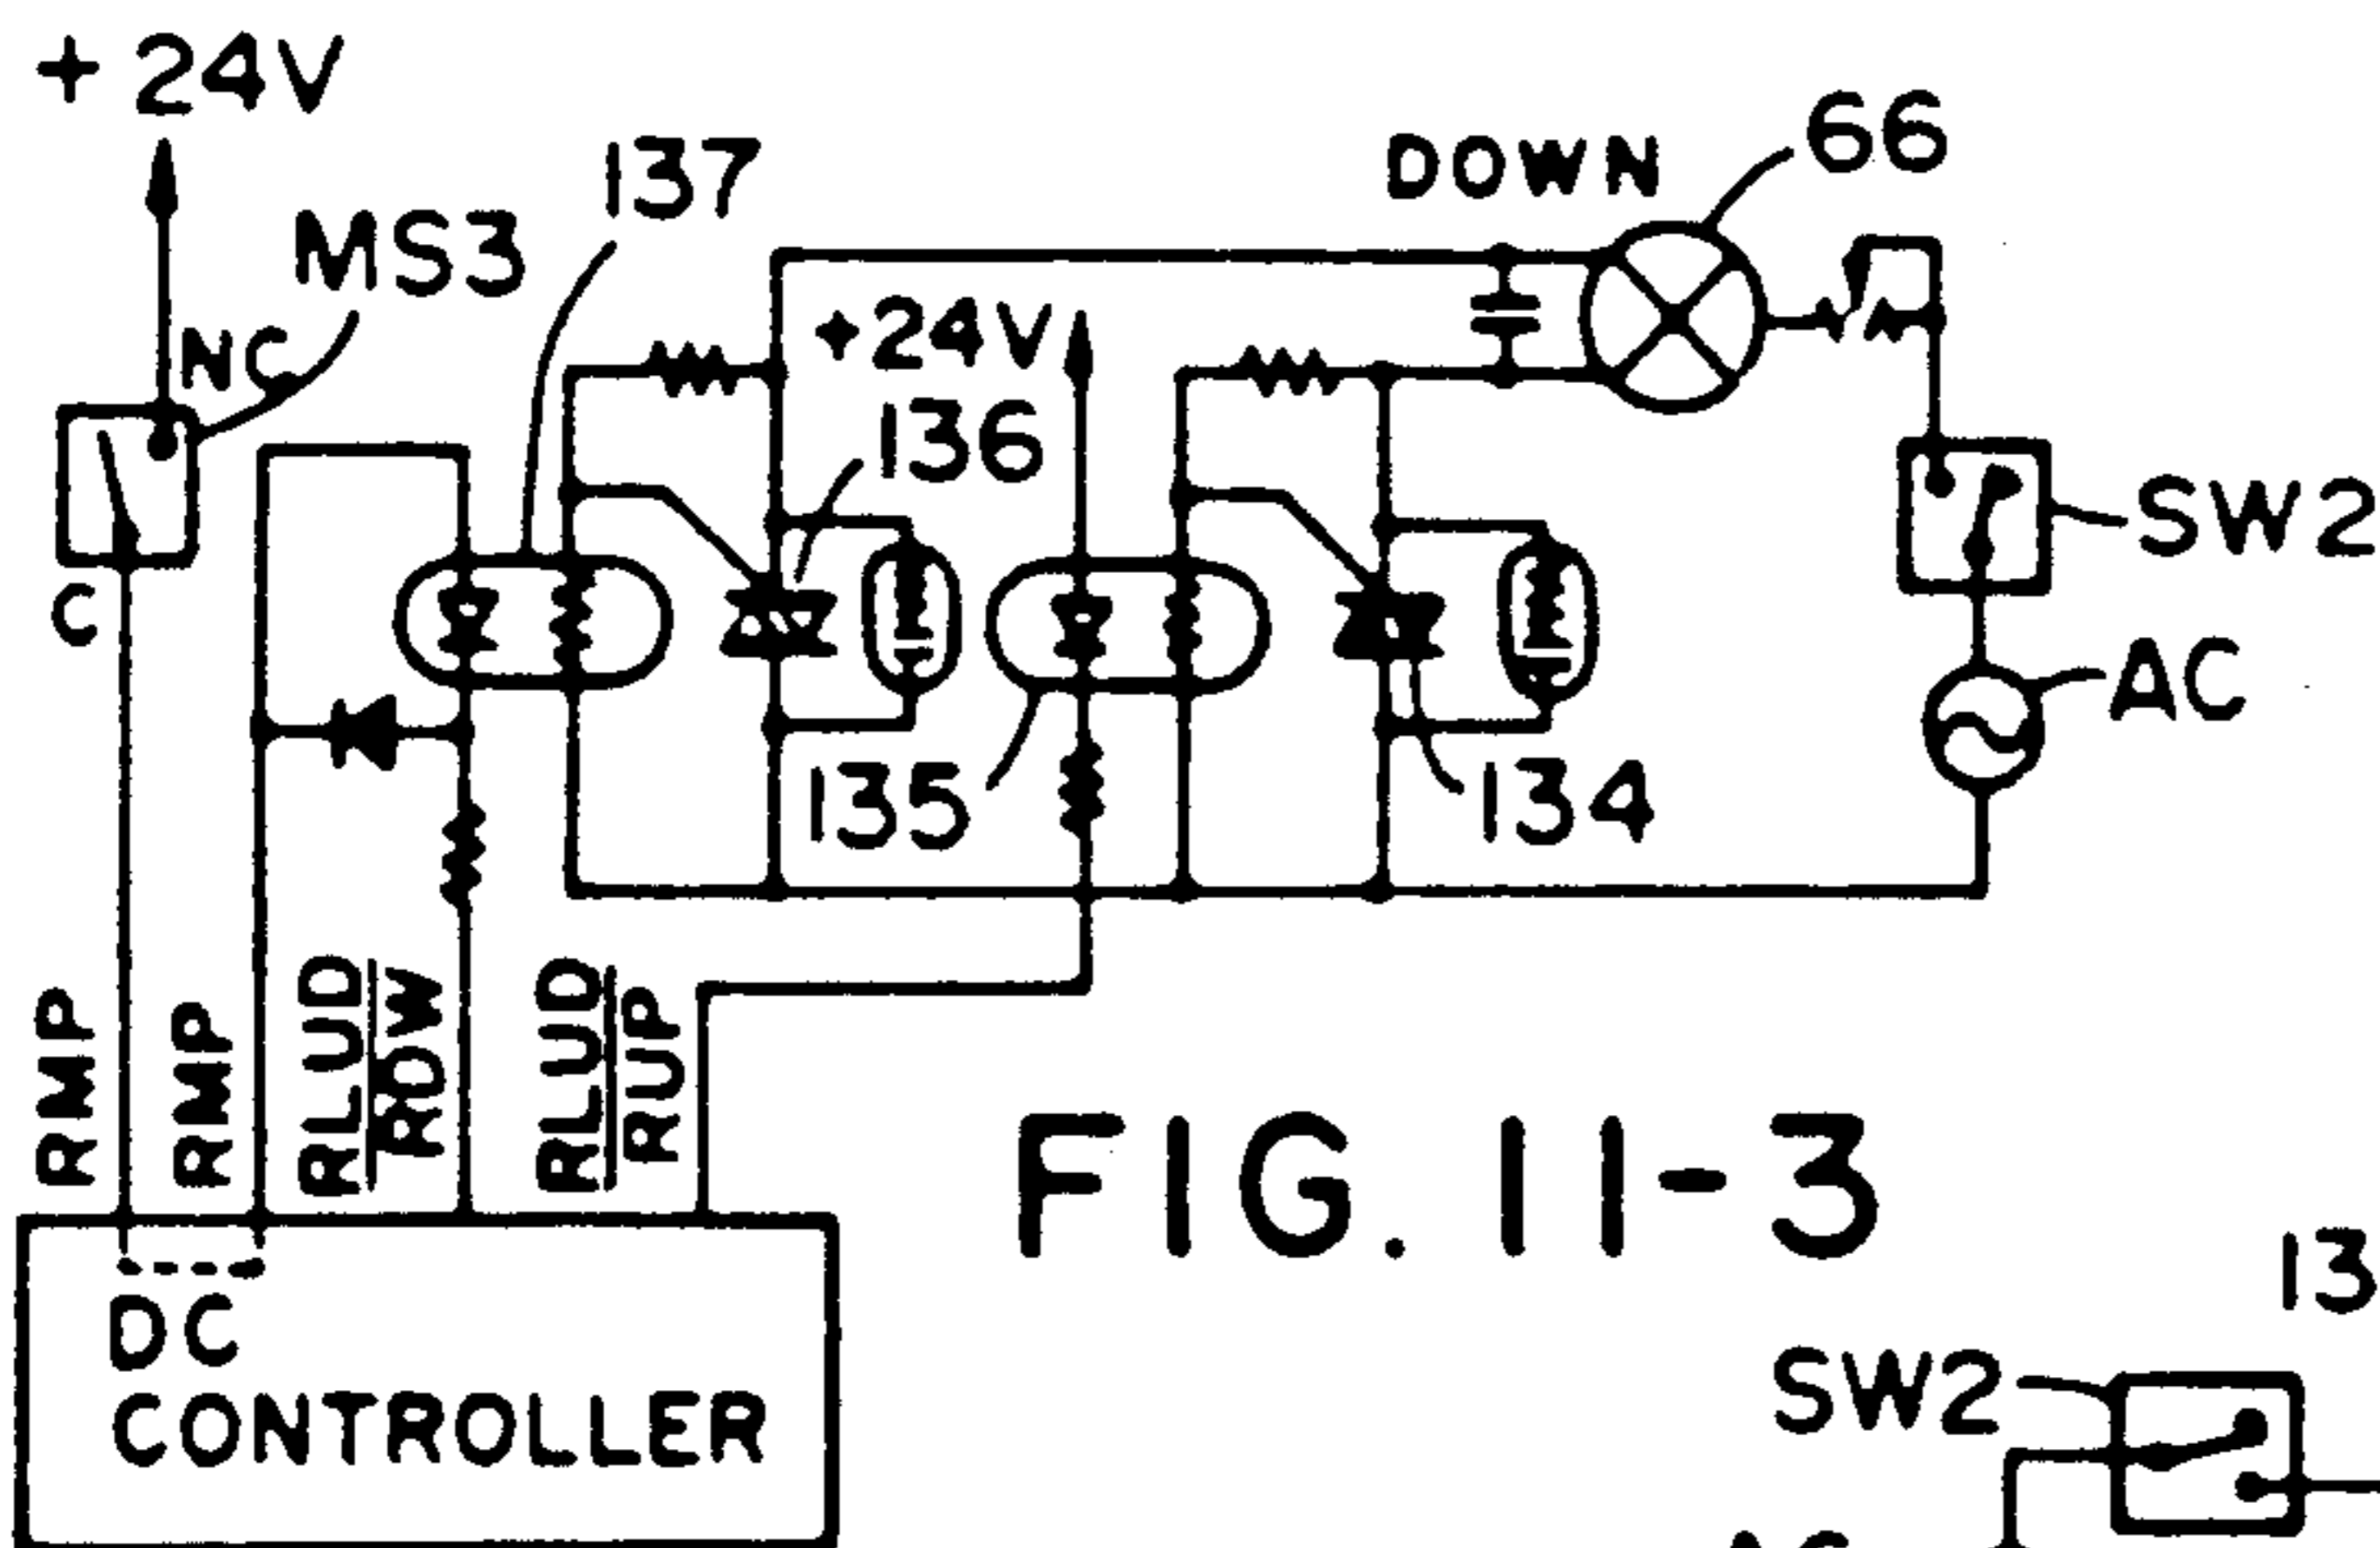 +24V
137
66
DOWN
MS3
NC
+24V
136
SW2
C
AC
135
134
RMP
RMP
RLUD
RDW
RLUD
RUP
FIG. 11-3
13
DC
CONTROLLER
SW2